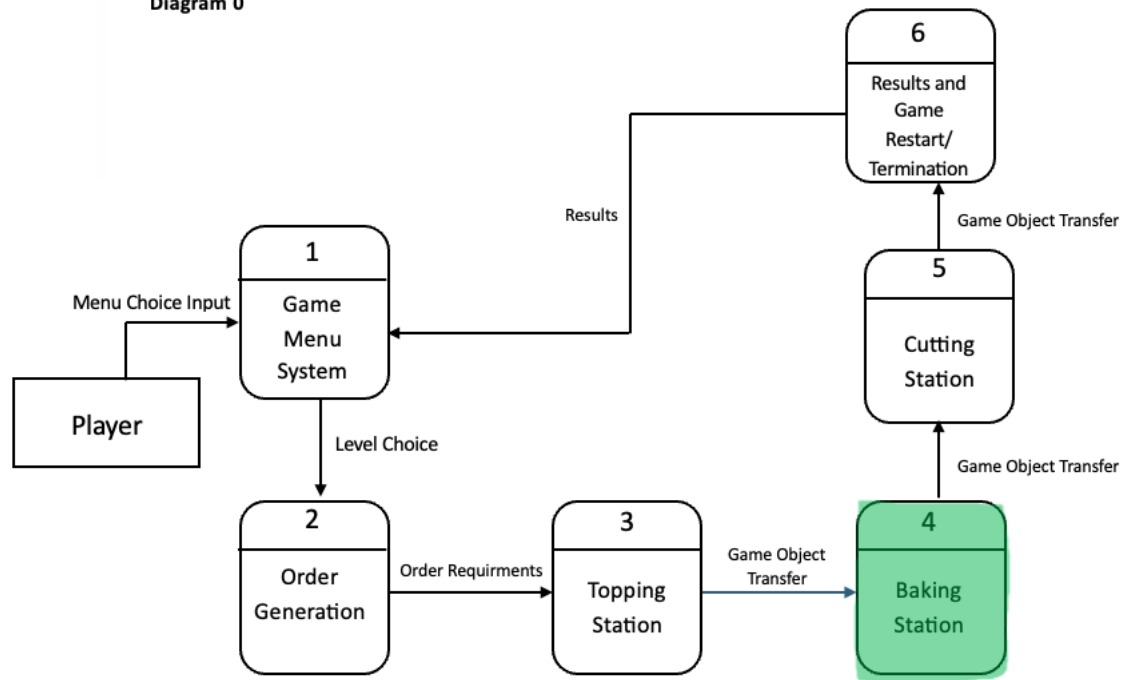 Diagram 0
6
Results and
Game
Restart/
Termination
Game Object Transfer
Results
1
Game
Menu
System
Menu Choice Input
5
Cutting
Station
Player
Level Choice
Game Object Transfer
2
Order
Generation
Order Requirments
3
Topping
Station
Game Object
Transfer
4
Baking
Station